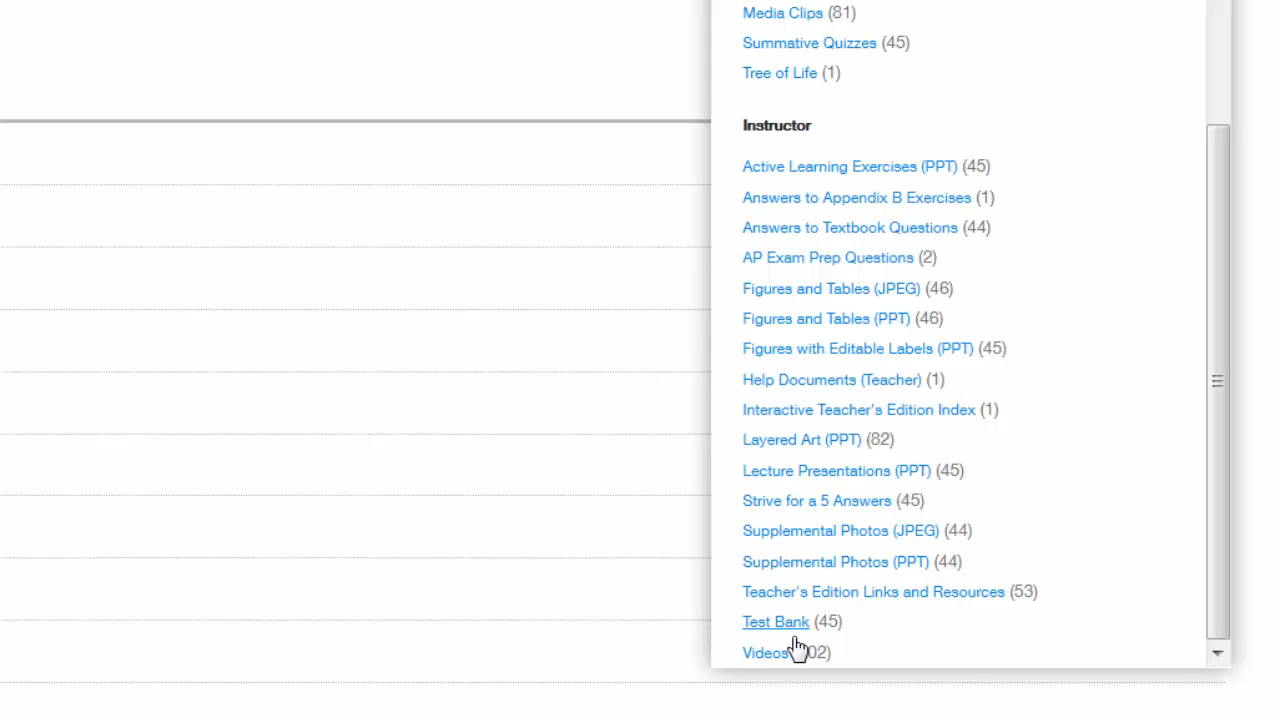 Media Clips (81)
Summative Quizzes (45)
Tree of Life (1)
Instructor
Active Learning Exercises (PPT) (45)
Answers to Appendix B Exercises (1)
Answers to Textbook Questions (44)
AP Exam Prep Questions (2)
Figures and Tables (JPEG) (46)
Figures and Tables (PPT) (46)
Figures with Editable Labels (PPT) (45)
Help Documents (Teacher) (1)
Interactive Teacher's Edition Index (1)
Layered Art (PPT) (82)
Lecture Presentations (PPT) (45)
Strive for a 5 Answers (45)
Supplemental Photos (JPEG) (44)
Supplemental Photos (PPT) (44)
Teacher's Edition Links and Resources (53)
Test Bank (45)
Videos